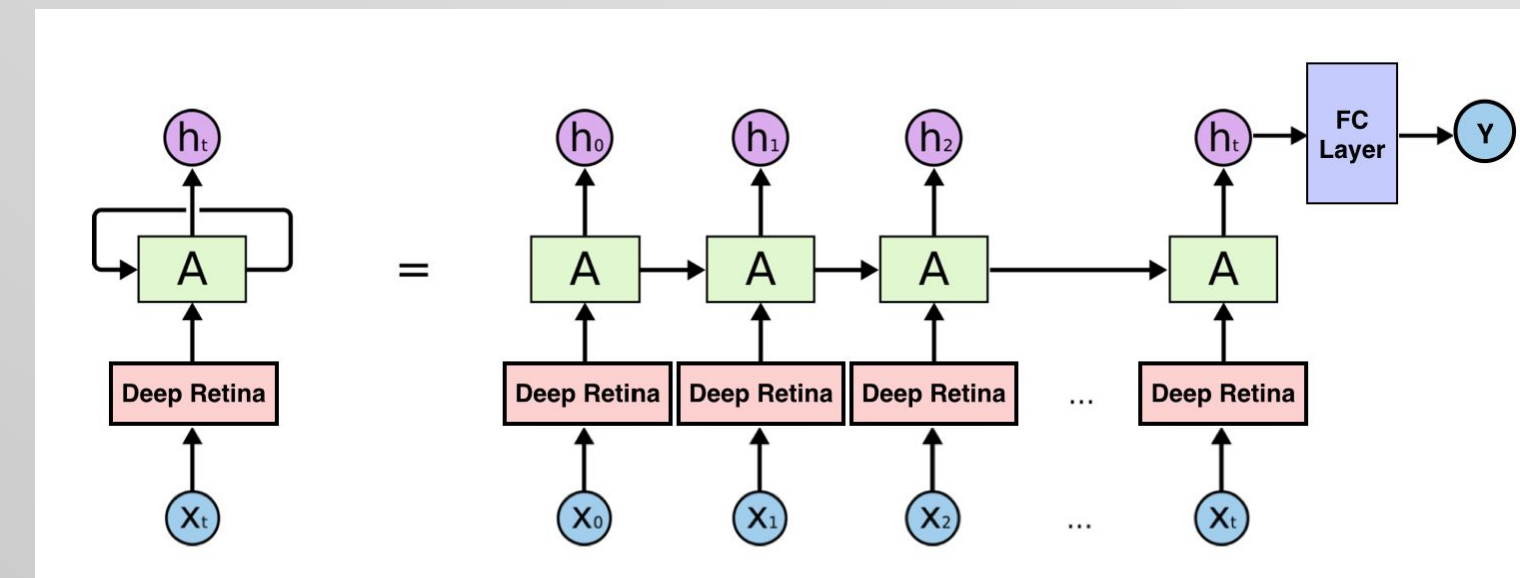 hₜ h₀ h₁ h₂ hₜ FC
Layer Y
A = A A A A
Deep Retina Deep Retina Deep Retina Deep Retina ... Deep Retina
Xₜ X₀ X₁ X₂ ... Xₜ